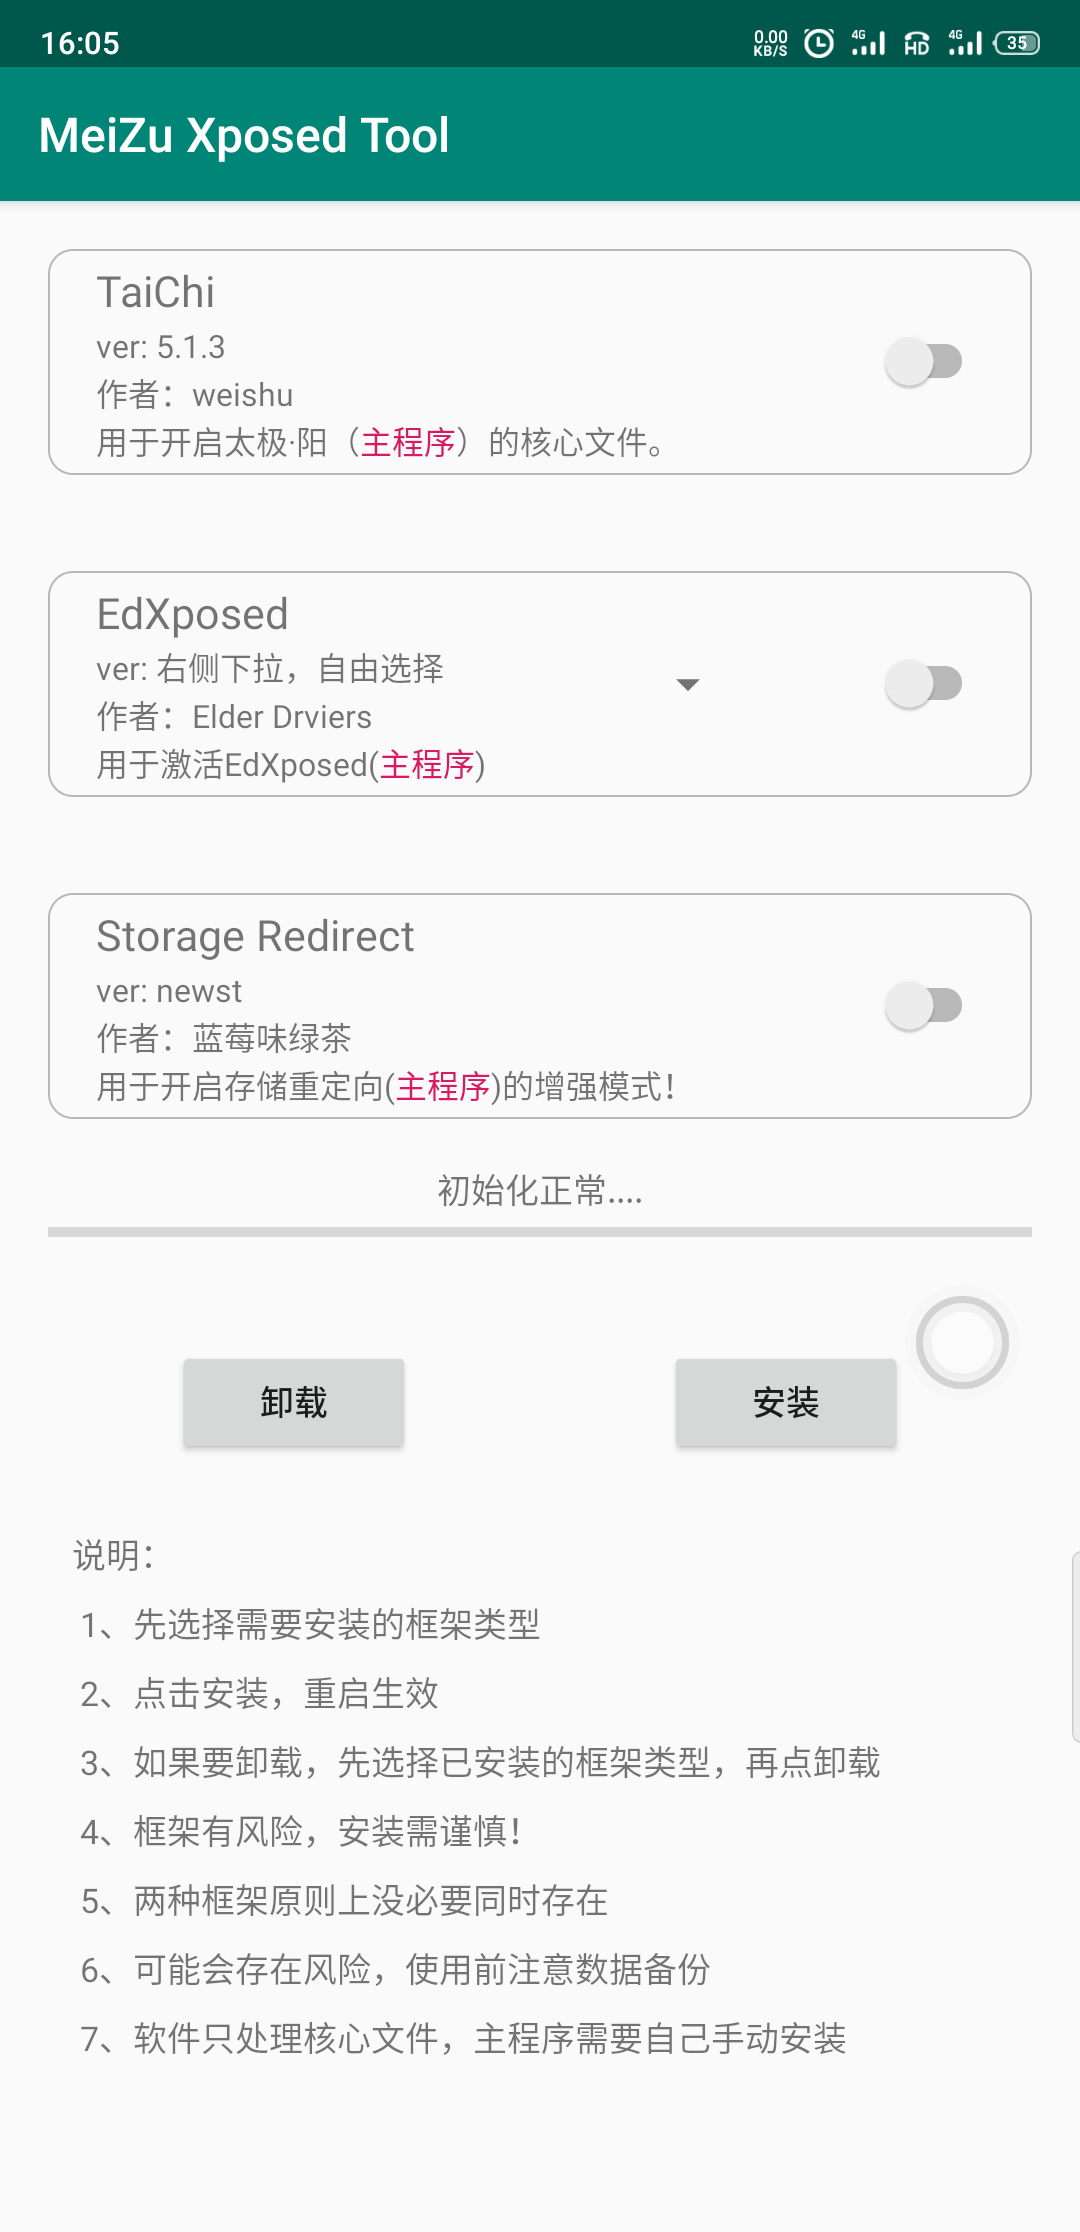 16:05
0.00 KB/S 4G HD 4G 35
MeiZu Xposed Tool
TaiChi
ver: 5.1.3
作者：weishu
用于开启太极·阳（主程序）的核心文件。
EdXposed
ver: 右侧下拉，自由选择
作者：Elder Drviers
用于激活EdXposed(主程序)
Storage Redirect
ver: newst
作者：蓝莓味绿茶
用于开启存储重定向(主程序)的增强模式！
初始化正常....
卸载 安装
说明：
1、先选择需要安装的框架类型
2、点击安装，重启生效
3、如果要卸载，先选择已安装的框架类型，再点卸载
4、框架有风险，安装需谨慎！
5、两种框架原则上没必要同时存在
6、可能会存在风险，使用前注意数据备份
7、软件只处理核心文件，主程序需要自己手动安装